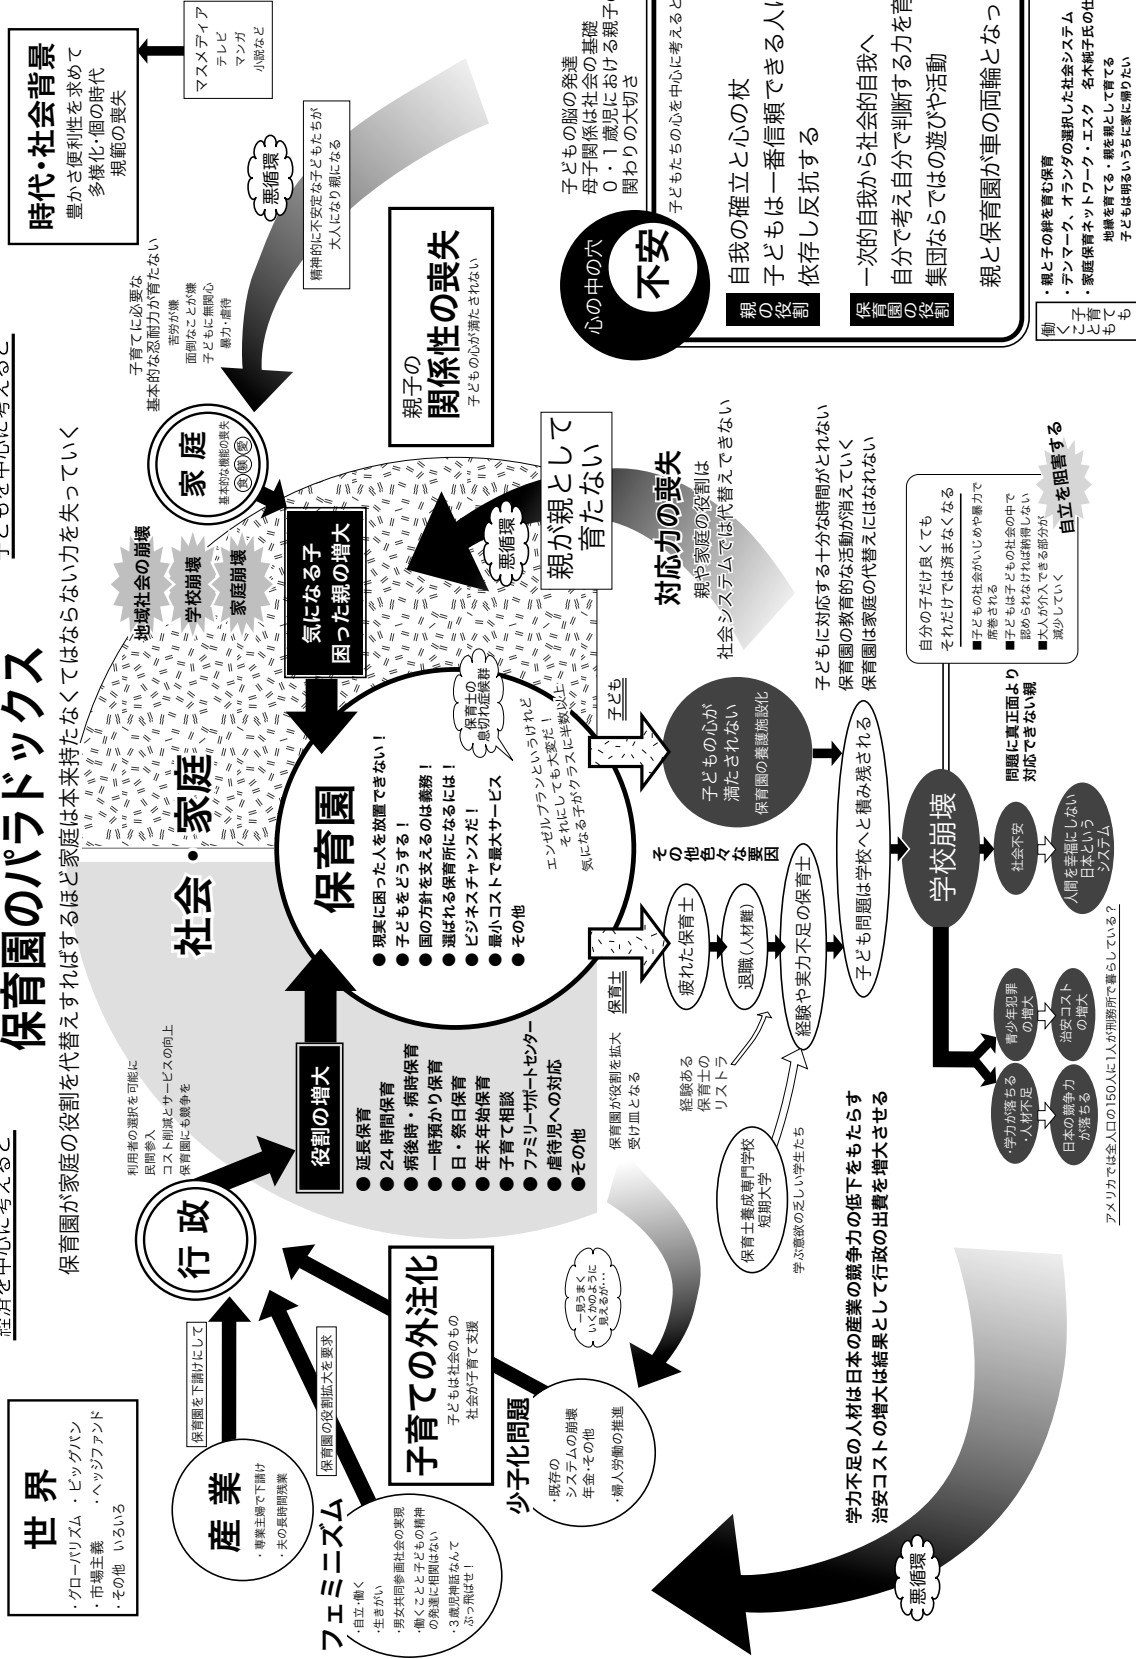 保育園のパラドックス
保育園が家庭の役割を代替えすればするほど家庭は本来持たなくてはならない力を失っていく
経済を中心に考えると
子どもを中心に考えると
世 界
・グローバリズム ・ビッグバン
・市場主義 ・ヘッジファンド
・その他 いろいろ
時代・社会背景
豊かさ便利性を求めて
多様化・個の時代
規範の喪失
マスメディア
テレビ
マンガ
小説など
産 業
・専業主婦で下請け
・夫の長時間残業
保育園を下請けにして
フェミニズム
・自立・働く
・生きがい
・男女共同参画社会の実現
・働くことと子どもの精神
の発達に相関はない
・3歳児神話なんて
ぶっ飛ばせ!
保育園の役割拡大を要求
子育ての外注化
子どもは社会のもの
社会が子育て支援
少子化問題
・既存の
システムの崩壊
年金・その他
・婦人労働の推進
一見うまく
いくかのように
見えるが…
行 政
利用者の選択を可能に
民間参入
コスト削減とサービスの向上
保育園にも競争を
役割の増大
●延長保育
●24時間保育
●病後時・病時保育
●一時預かり保育
●日・祭日保育
●年末年始保育
●子育て相談
●ファミリーサポートセンター
●虐待児への対応
●その他
保育園が役割を拡大
受け皿となる
社会・家庭
保育園
●現実に困った人を放置できない!
●子どもをどうする!
●国の方針を支えるのは義務!
●選ばれる保育所になるには!
●ビジネスチャンスだ!
●最小コストで最大サービス
●その他
保育士の
息切れ症候群
エンゼルプランというけれど
それにしても大変だ!
気になる子がクラスに半数以上
地域社会の崩壊
学校崩壊
家庭崩壊
気になる子
困った親の増大
家 庭
基本的な機能の喪失
食 躾 愛
子育てに必要な
基本的な忍耐力が育たない
苦労が嫌
面倒なことが嫌
子どもに無関心
暴力・虐待
悪循環
精神的に不安定な子どもたちが
大人になり親になる
親子の
関係性の喪失
子どもの心が満たされない
悪循環
親が親として
育たない
対応力の喪失
親や家庭の役割は
社会システムでは代替えできない
保育士
子ども
疲れた保育士
退職(人材難)
経験や実力不足の保育士
その他色々な要因
経験ある
保育士の
リストラ
保育士養成専門学校
短期大学
学ぶ意欲の乏しい学生たち
子どもの心が
満たされない
保育園の養護施設化
子どもに対応する十分な時間がとれない
保育園の教育的な活動が消えていく
保育園は家庭の代替えにはなれない
子ども問題は学校へと積み残される
学校崩壊
自分の子だけ良くても
それだけでは済まなくなる
■子どもの社会がいじめや暴力で
席巻される
■子どもは子どもの社会の中で
認められなければ納得しない
■大人が介入できる部分が
減少していく
自立を阻害する
問題に真正面より
対応できない親
社会不安
人間を幸福にしない
日本という
システム
青少年犯罪
の増大
治安コスト
の増大
・学力が落ちる
・人材不足
日本の競争力
が落ちる
アメリカでは全人口の150人に1人が刑務所で暮らしている?
学力不足の人材は日本の産業の競争力の低下をもたらす
治安コストの増大は結果として行政の出費を増大させる
悪循環
心の中の穴
不安
子どもの脳の発達
母子関係は社会の基礎
0・1歳児における親子の
関わりの大切さ
子どもたちの心を中心に考えると
親の役割
自我の確立と心の杖
子どもは一番信頼できる人に
依存し反抗する
保育園の役割
一次的自我から社会的自我へ
自分で考え自分で判断する力を育
集団ならではの遊びや活動
親と保育園が車の両輪となっ
働くことも
子育ても
・親と子の絆を育む保育
・デンマーク、オランダの選択した社会システム
・家庭保育ネットワーク・エスク 名木純子氏の仕
地縁を育てる・親を親として育てる
子どもは明るいうちに家に帰りたい